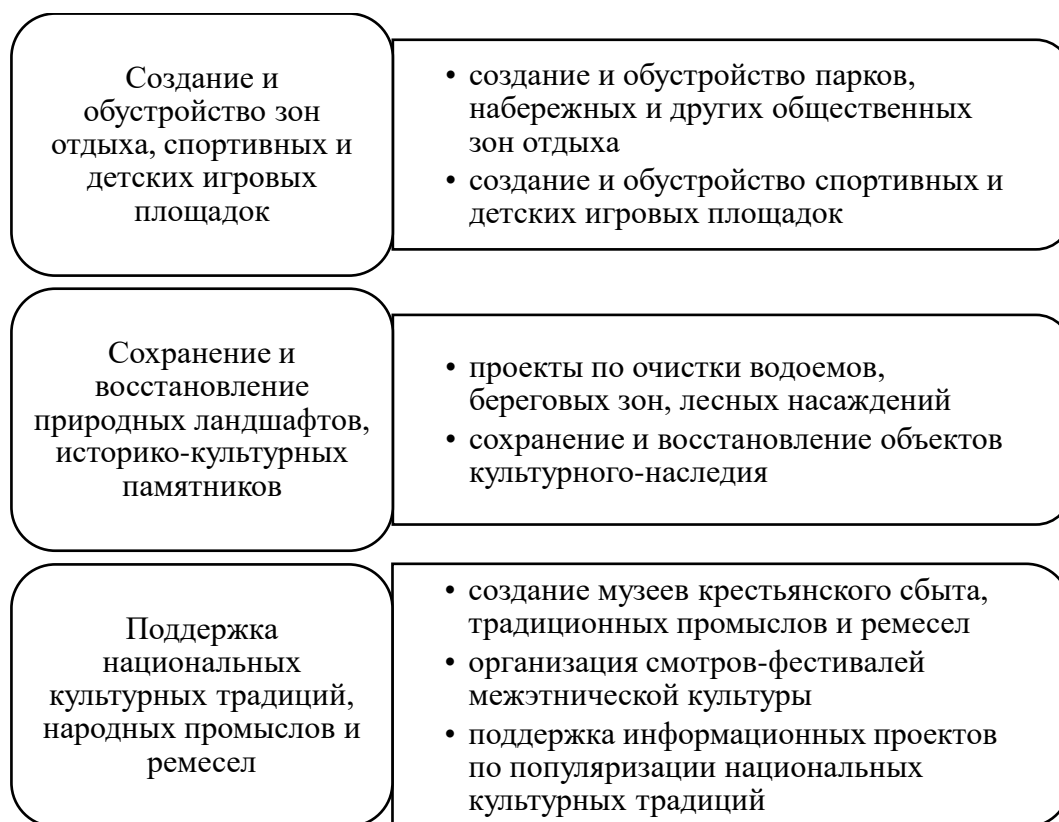 Создание и
обустройство зон
отдыха, спортивных и
детских игровых
площадок
• создание и обустройство парков,
набережных и других общественных
зон отдыха
• создание и обустройство спортивных и
детских игровых площадок
Сохранение и
восстановление
природных ландшафтов,
историко-культурных
памятников
• проекты по очистки водоемов,
береговых зон, лесных насаждений
• сохранение и восстановление объектов
культурного-наследия
Поддержка
национальных
культурных традиций,
народных промыслов и
ремесел
• создание музеев крестьянского сбыта,
традиционных промыслов и ремесел
• организация смотров-фестивалей
межэтнической культуры
• поддержка информационных проектов
по популяризации национальных
культурных традиций